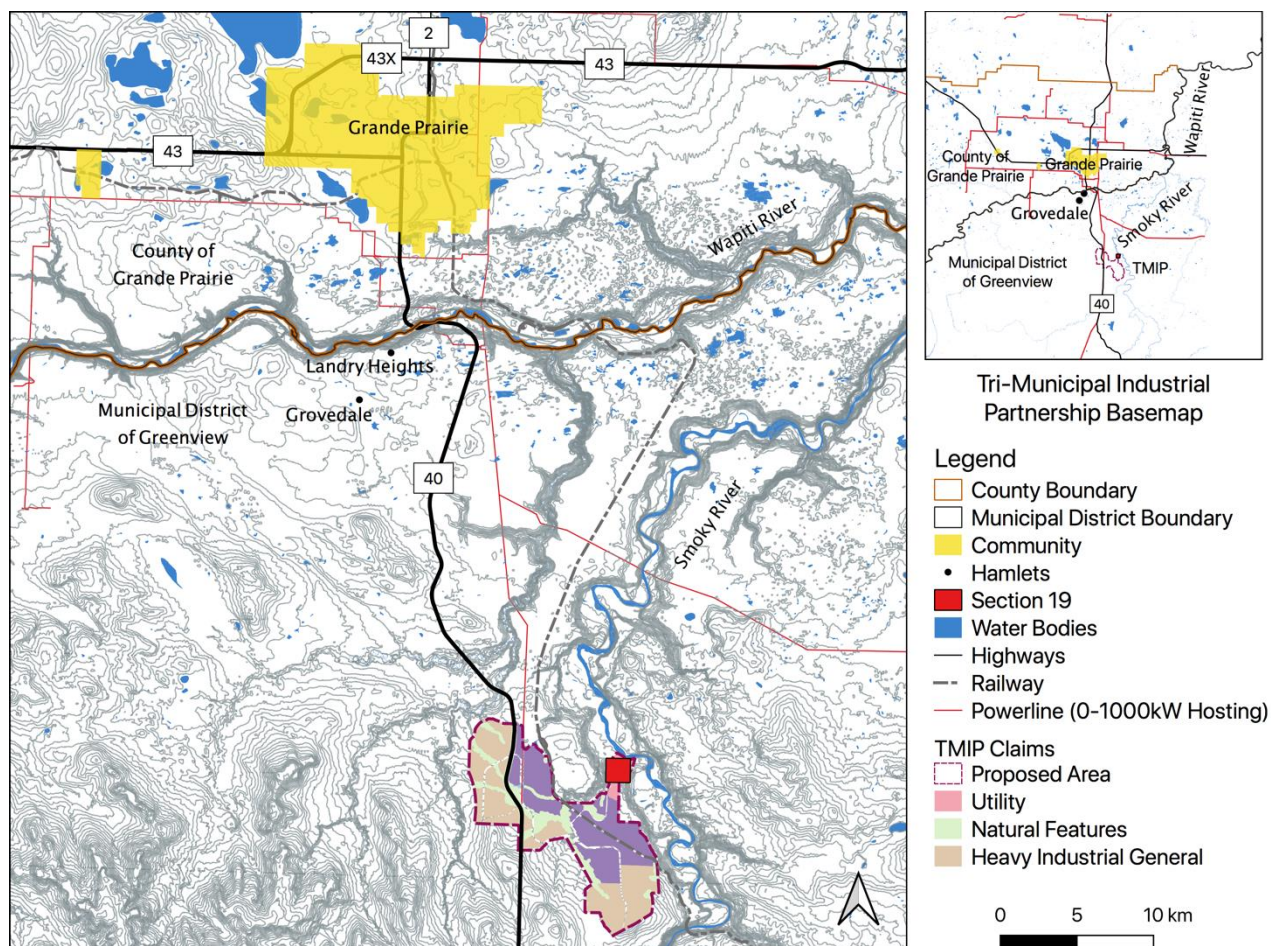 2
43X
43
Grande Prairie
43
County of
Grande Prairie
Wapiti River
Landry Heights
Grovedale
Municipal District
of Greenview
40
Smoky River
Wapiti River
County of
Grande Prairie
Grande Prairie
Grovedale
Smoky River
Municipal District
of Greenview
TMIP
40
Tri-Municipal Industrial
Partnership Basemap
Legend
County Boundary
Municipal District Boundary
Community
Hamlets
Section 19
Water Bodies
Highways
Railway
Powerline (0-1000kW Hosting)
TMIP Claims
Proposed Area
Utility
Natural Features
Heavy Industrial General
0 5 10 km